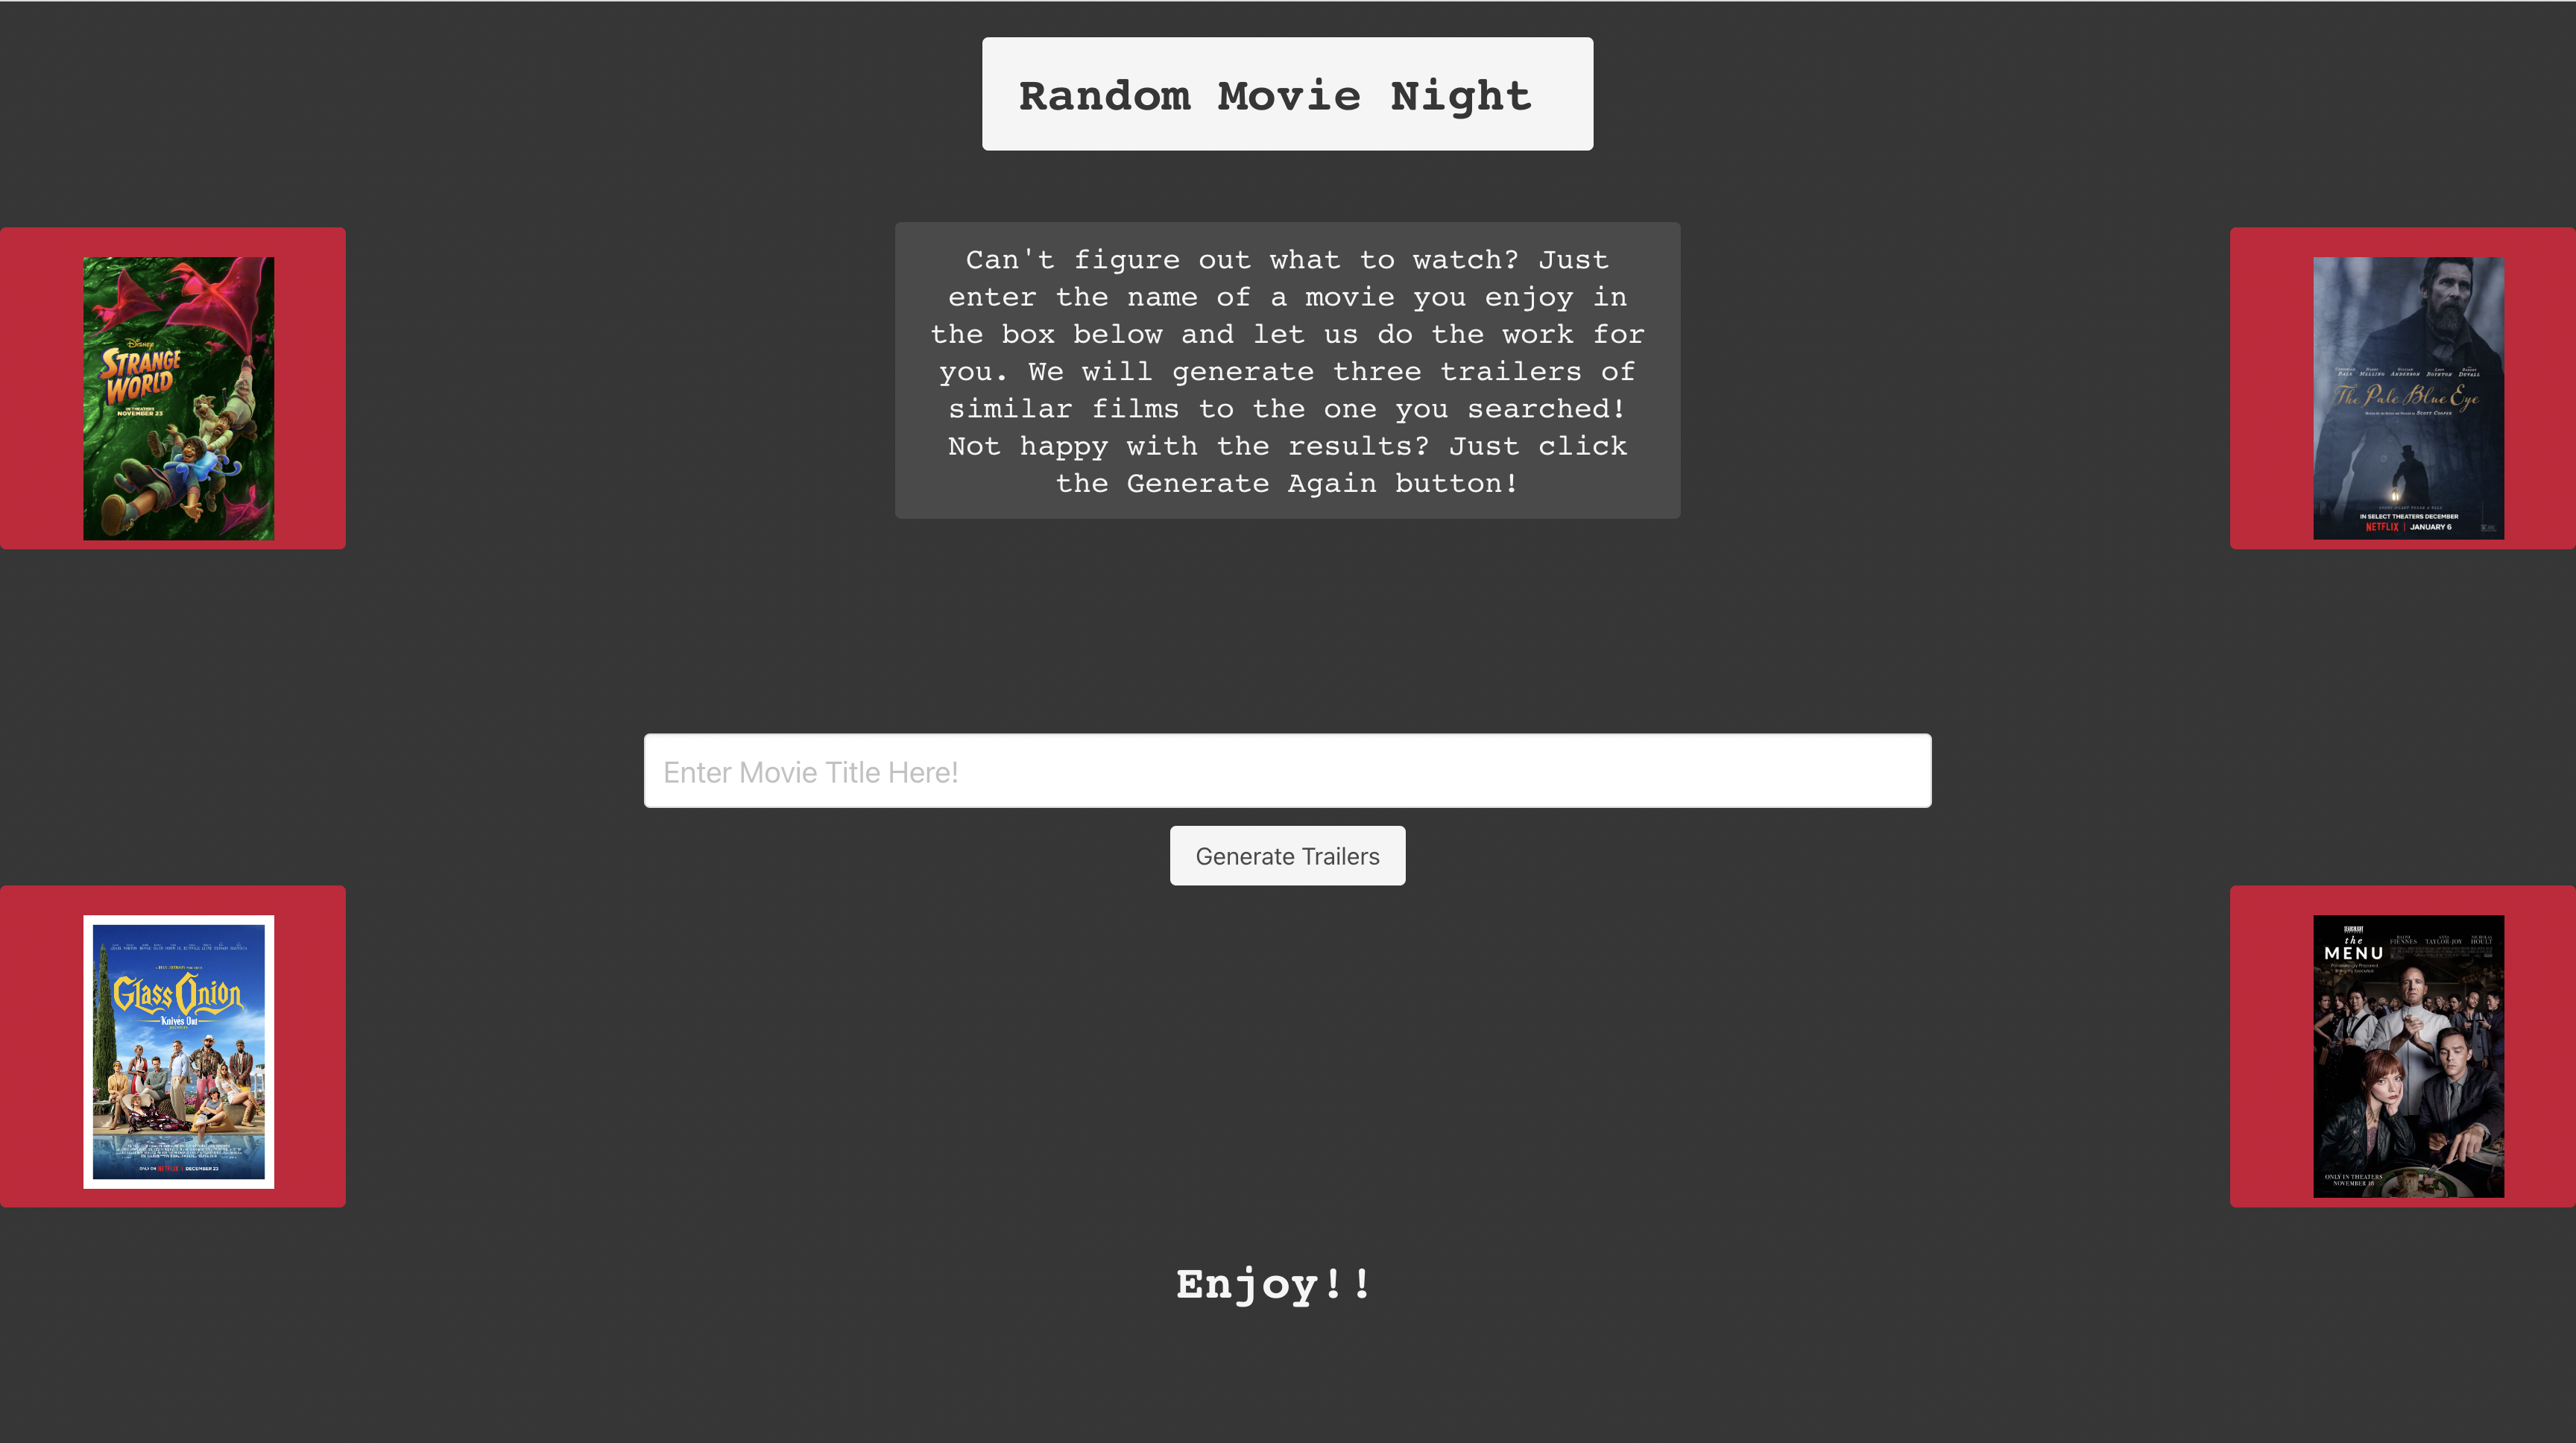 Random Movie Night
Can't figure out what to watch? Just
enter the name of a movie you enjoy in
the box below and let us do the work for
you. We will generate three trailers of
similar films to the one you searched!
Not happy with the results? Just click
the Generate Again button!
Disney
STRANGE
WORLD
IN THEATERS
NOVEMBER 23
The Pale Blue Eye
IN SELECT THEATERS DECEMBER
NETFLIX | JANUARY 6
Enter Movie Title Here!
Generate Trailers
Glass Onion
Knives Out
ONLY ON NETFLIX | DECEMBER 23
the
MENU
FIENNES TAYLOR-JOY HOULT
ONLY IN THEATERS
NOVEMBER 18
Enjoy!!